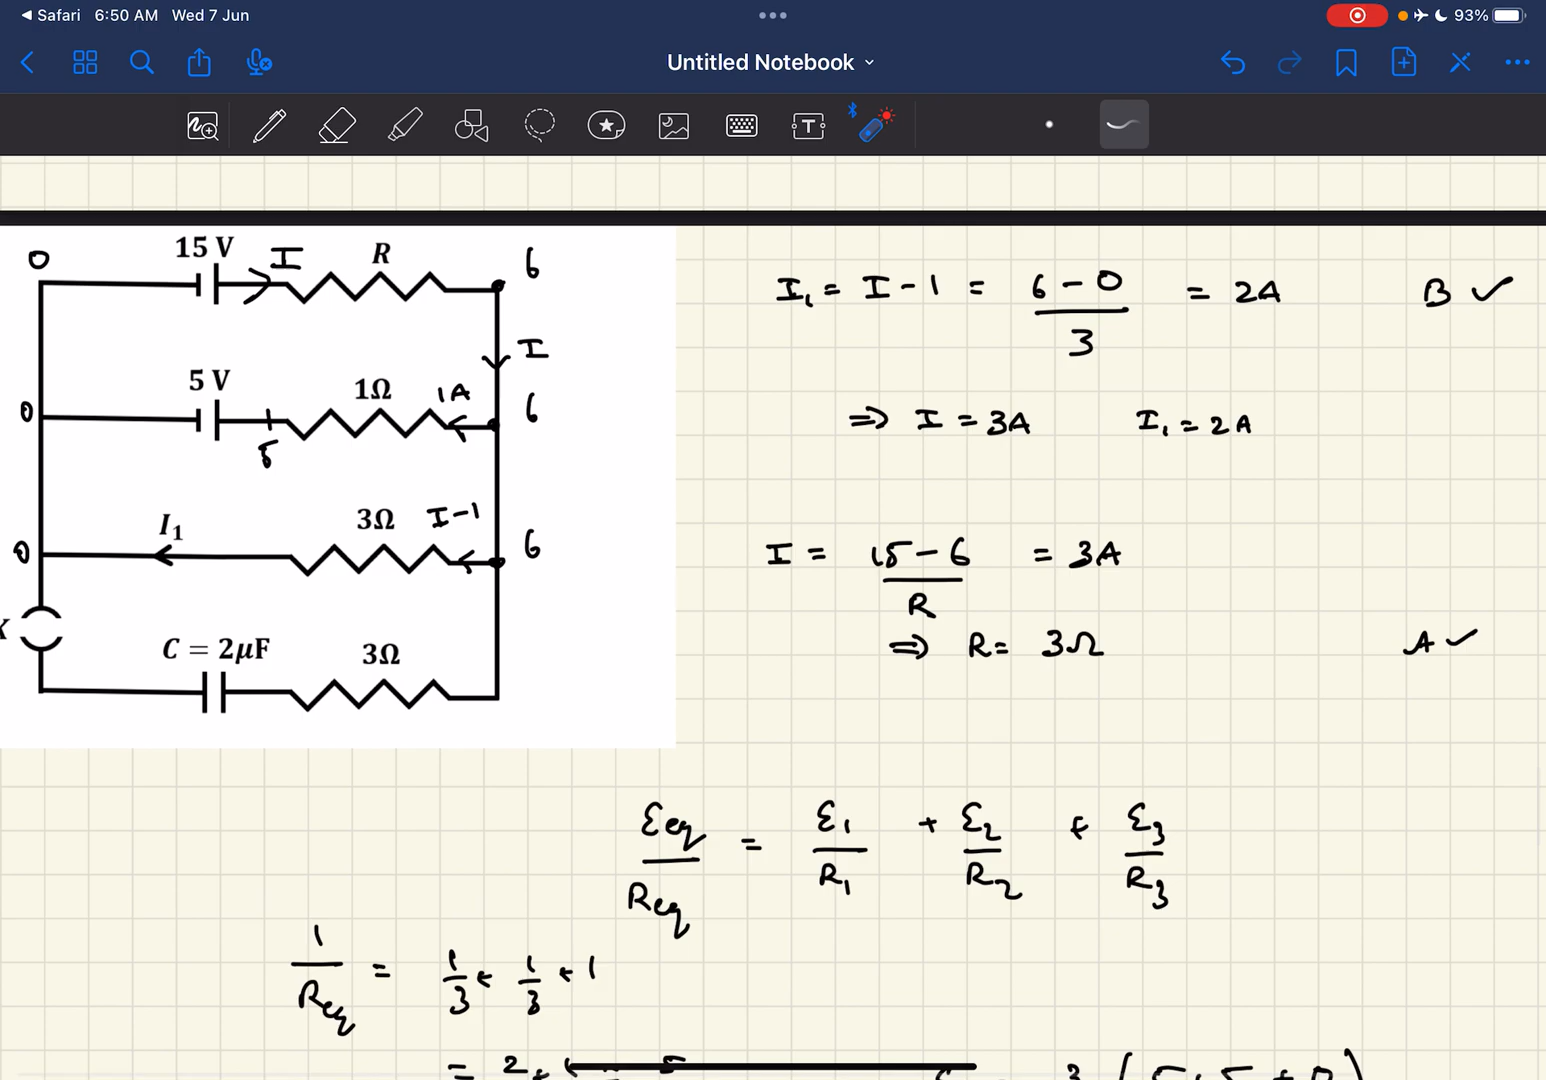 Safari 6:50 AM Wed 7 Jun 93%
Untitled Notebook
T
0 15 V I R 6
I
0 5 V 1Ω 1A 6
5
0 I₁ 3Ω I-1 6
C = 2μF 3Ω
I₁ = I - 1 = (6 - 0)/3 = 2A B ✓
⇒ I = 3A I₁ = 2A
I = (15 - 6)/R = 3A
⇒ R = 3Ω A ✓
Εeq/Req = Ε1/R1 + Ε2/R2 + Ε3/R3
1/Req = 1/3 + 1/3 + 1
= 2 +